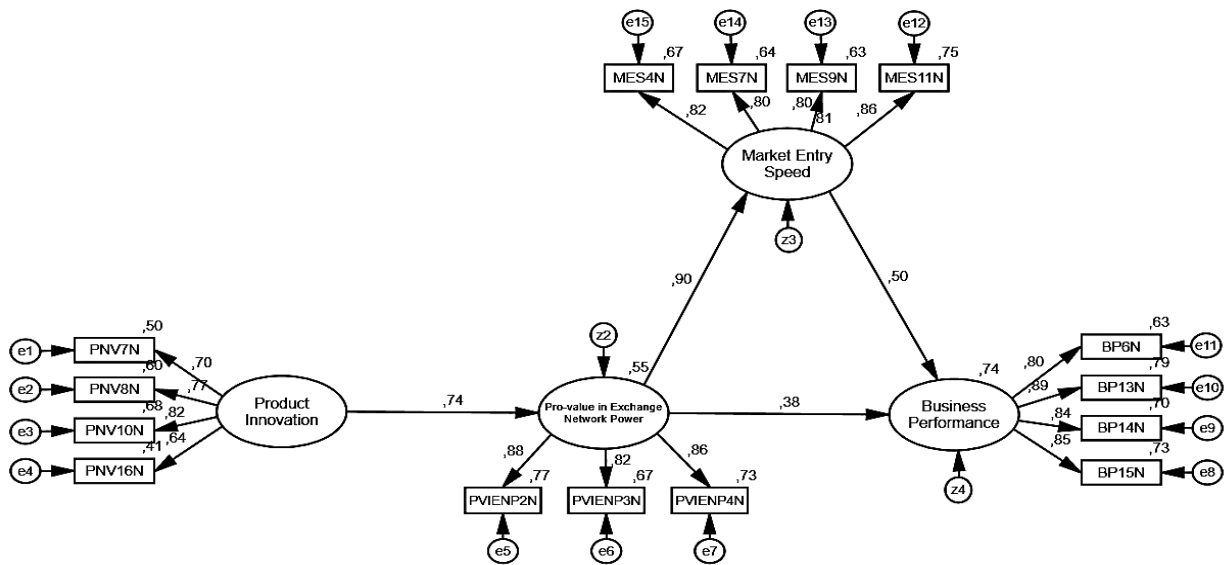 e15
e14
e13
e12
,67
,64
,63
,75
MES4N
MES7N
MES9N
MES11N
,82
,80
,80
,81
,86
Market Entry
Speed
z3
,90
,50
e1
PNV7N
,50
,70
e2
PNV8N
,60
,77
e3
PNV10N
,68
,82
e4
PNV16N
,41
,64
Product
Innovation
,74
z2
,55
Pro-value in Exchange
Network Power
,38
,88
,82
,86
,77
,67
,73
PVIENP2N
PVIENP3N
PVIENP4N
e5
e6
e7
,74
Business
Performance
z4
,80
,63
BP6N
e11
,89
,79
BP13N
e10
,84
,70
BP14N
e9
,85
,73
BP15N
e8